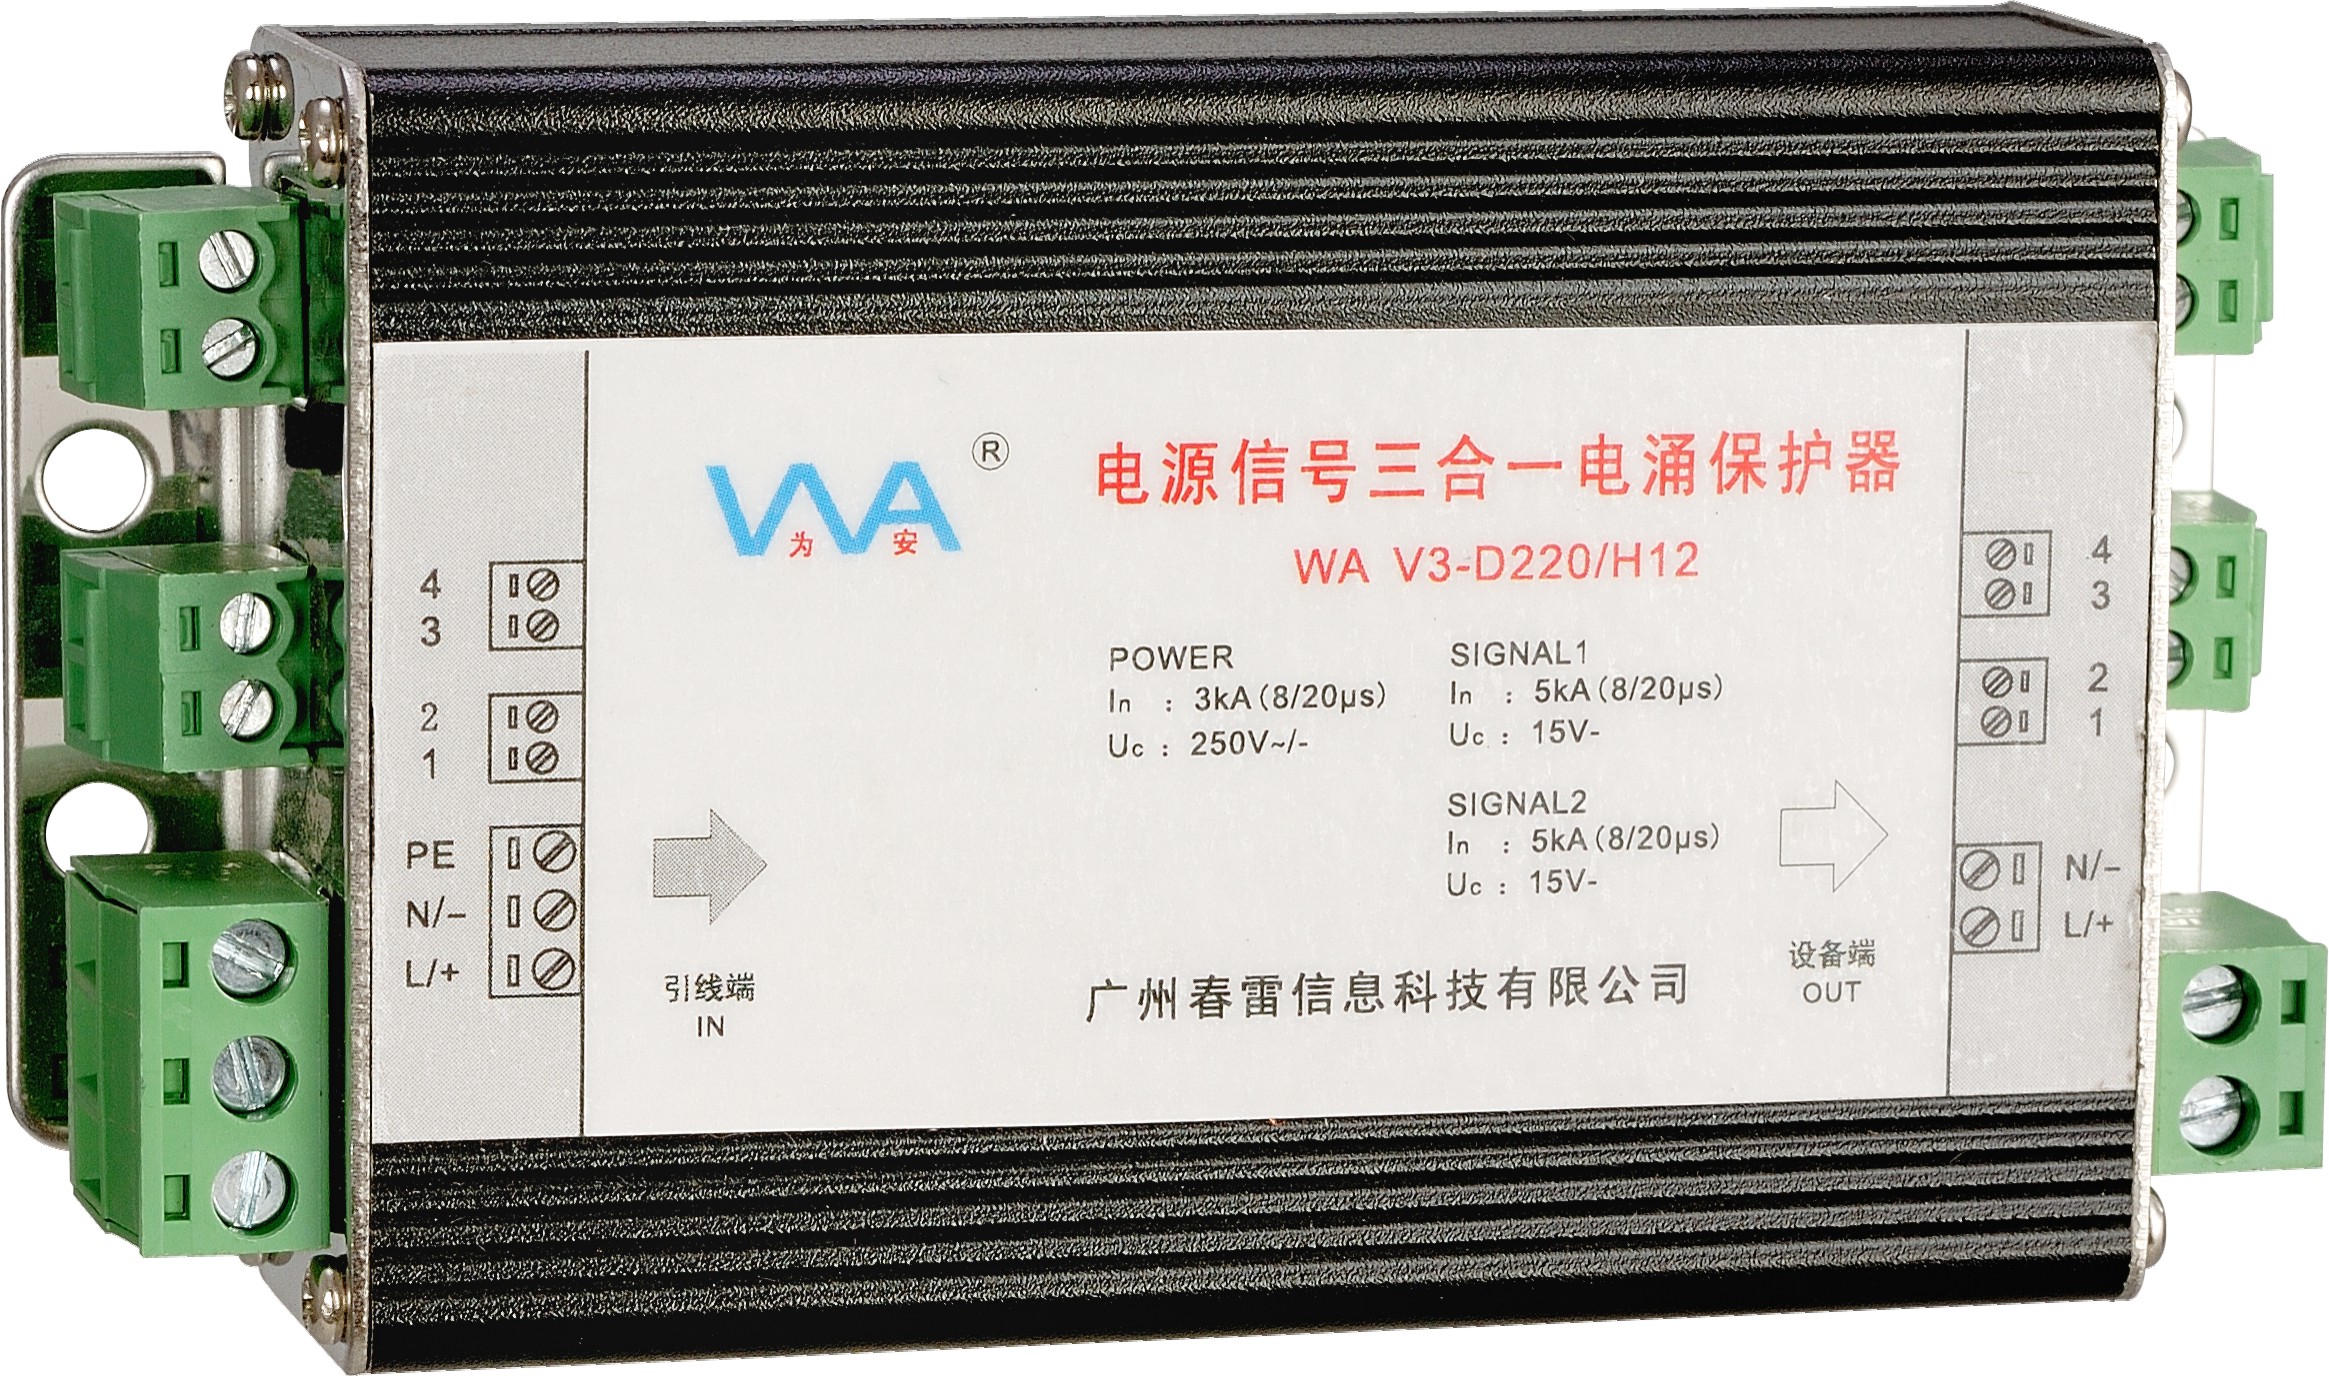 WA®
为 安
电源信号三合一电涌保护器
WA V3-D220/H12
POWER
In : 3kA(8/20μs)
Uc : 250V~/-
SIGNAL1
In : 5kA(8/20μs)
Uc : 15V-
SIGNAL2
In : 5kA(8/20μs)
Uc : 15V-
广州春雷信息科技有限公司
4
3
2
1
PE
N/−
L/+
引线端
IN
设备端
OUT
4
3
2
1
N/−
L/+